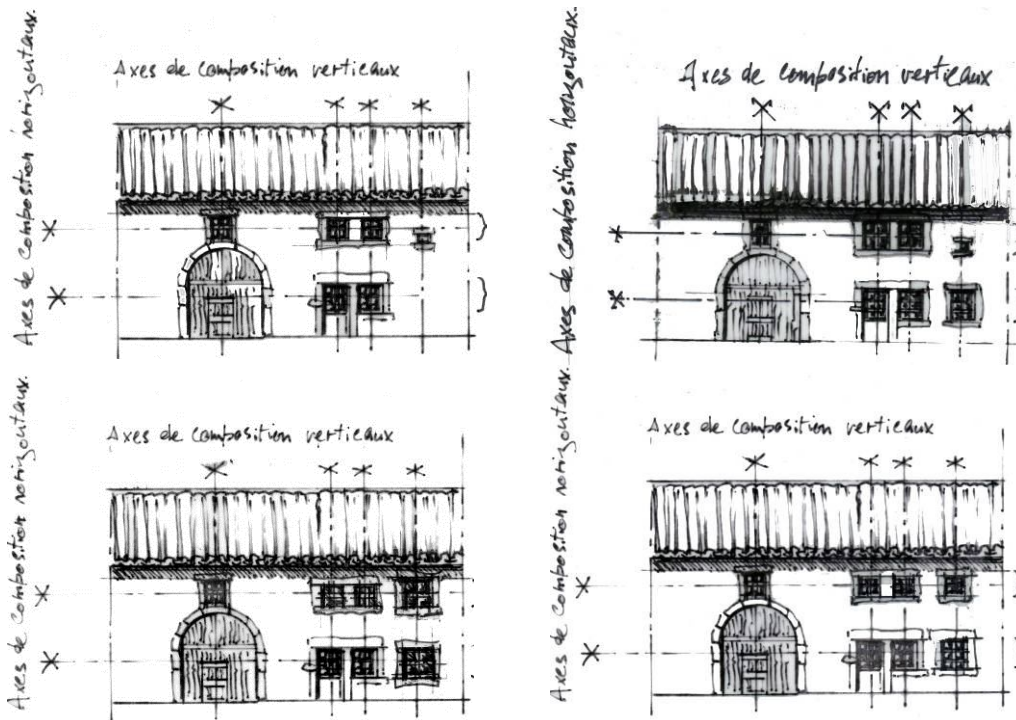 Axes de composition verticaux
Axes de composition horizontaux.
Axes de composition verticaux
Axes de composition horizontaux.
Axes de composition verticaux
Axes de composition horizontaux.
Axes de composition verticaux
Axes de composition horizontaux.